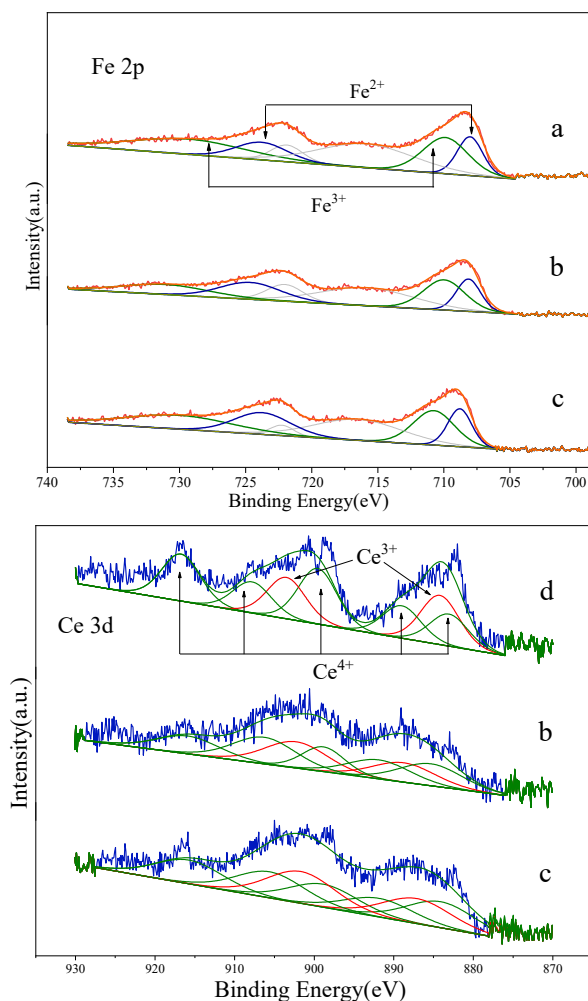 Fe 2p
Fe2+
a
Fe3+
b
c
Intensity(a.u.)
740 735 730 725 720 715 710 705 700
Binding Energy(eV)
Ce3+
d
Ce 3d
Ce4+
b
c
Intensity(a.u.)
930 920 910 900 890 880 870
Binding Energy(eV)